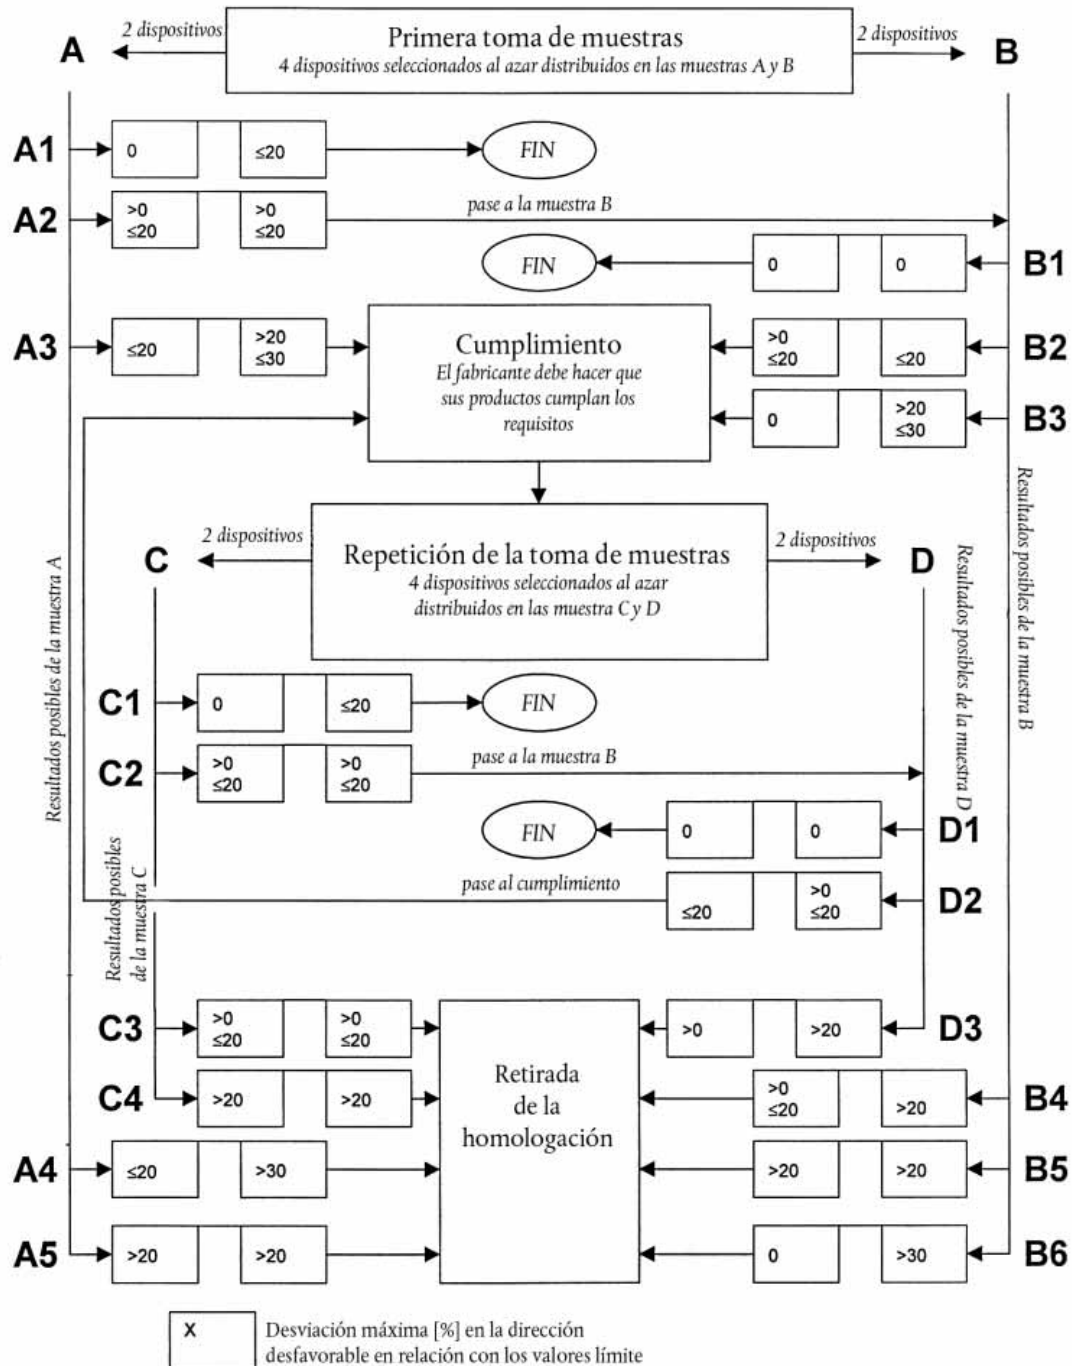 A
2 dispositivos
Primera toma de muestras
4 dispositivos seleccionados al azar distribuidos en las muestras A y B
2 dispositivos
B
A1
0
≤20
FIN
A2
>0
≤20
>0
≤20
pase a la muestra B
FIN
0
0
B1
A3
≤20
>20
≤30
Cumplimiento
El fabricante debe hacer que
sus productos cumplan los
requisitos
>0
≤20
≤20
B2
0
>20
≤30
B3
Resultados posibles de la muestra A
Resultados posibles de la muestra B
C
2 dispositivos
Repetición de la toma de muestras
4 dispositivos seleccionados al azar
distribuidos en las muestra C y D
2 dispositivos
D
Resultados posibles de la muestra D
C1
0
≤20
FIN
C2
>0
≤20
>0
≤20
pase a la muestra B
FIN
0
0
D1
Resultados posibles
de la muestra C
pase al cumplimiento
≤20
>0
≤20
D2
C3
>0
≤20
>0
≤20
Retirada
de la
homologación
>0
>20
D3
C4
>20
>20
>0
≤20
>20
B4
A4
≤20
>30
>20
>20
B5
A5
>20
>20
0
>30
B6
X
Desviación máxima [%] en la dirección
desfavorable en relación con los valores límite